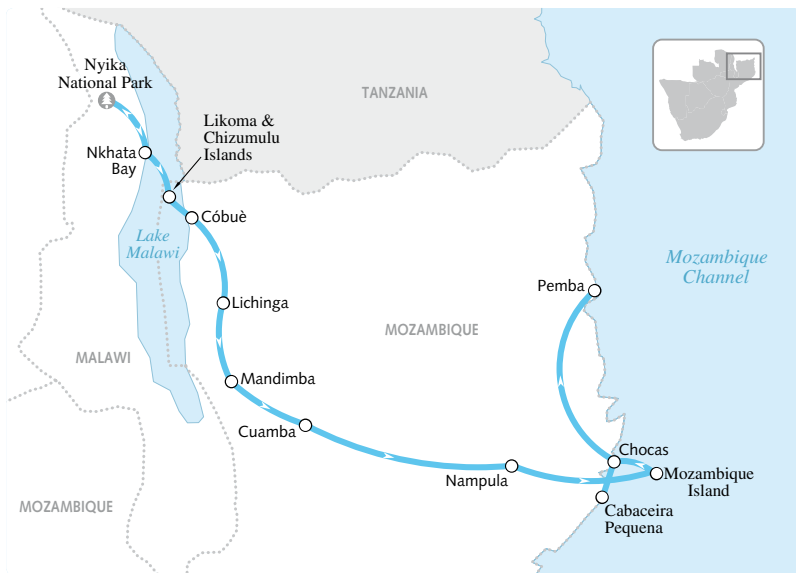 Nyika
National Park
TANZANIA
Likoma &
Chizumulu
Islands
Nkhata
Bay
Cóbuè
Lake
Malawi
Mozambique
Channel
Pemba
Lichinga
MOZAMBIQUE
MALAWI
Mandimba
Cuamba
Chocas
Nampula
Mozambique
Island
MOZAMBIQUE
Cabaceira
Pequena